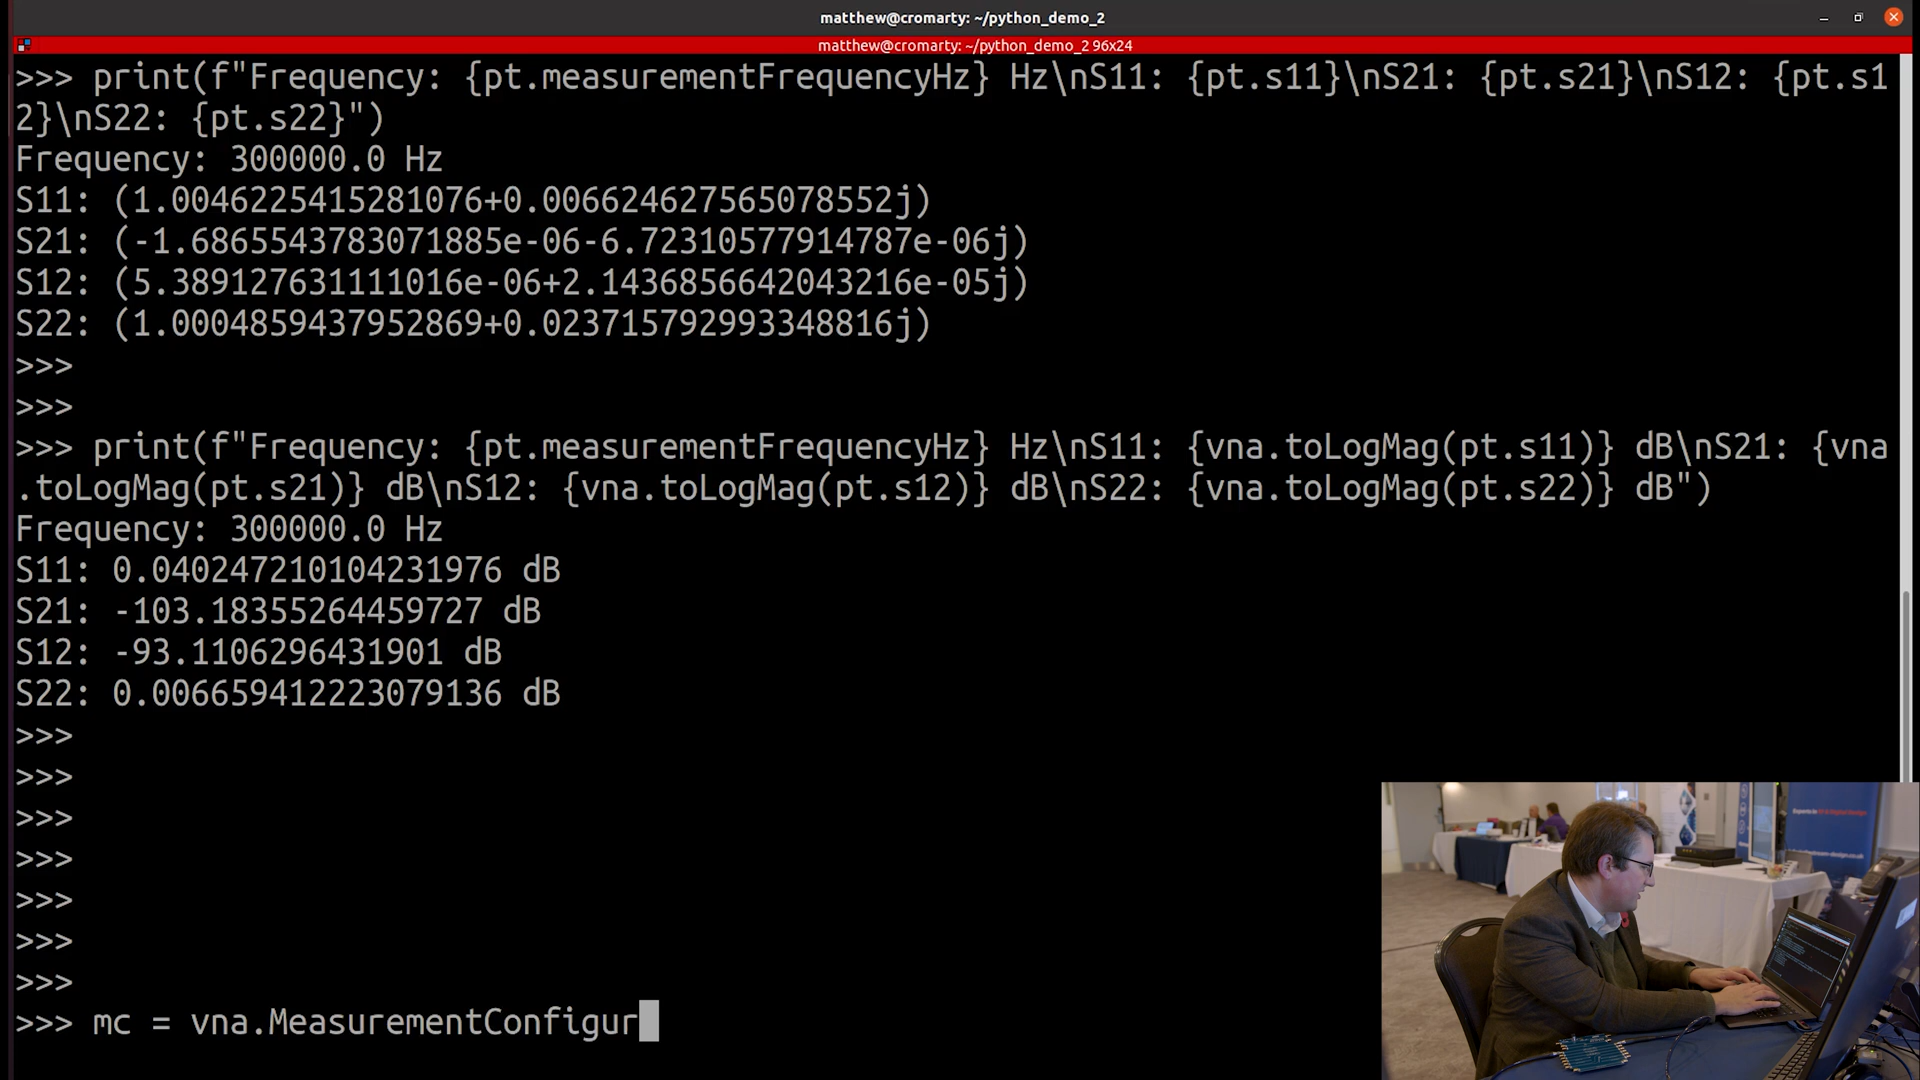 matthew@cromarty: ~/python_demo_2
matthew@cromarty: ~/python_demo_2 96x24
>>> print(f"Frequency: {pt.measurementFrequencyHz} Hz\nS11: {pt.s11}\nS21: {pt.s21}\nS12: {pt.s1
2}\nS22: {pt.s22}")
Frequency: 300000.0 Hz
S11: (1.0046225415281076+0.006624627565078552j)
S21: (-1.6865543783071885e-06-6.72310577914787e-06j)
S12: (5.389127631111016e-06+2.1436856642043216e-05j)
S22: (1.0004859437952869+0.023715792993348816j)
>>>
>>>
>>> print(f"Frequency: {pt.measurementFrequencyHz} Hz\nS11: {vna.toLogMag(pt.s11)} dB\nS21: {vna
.toLogMag(pt.s21)} dB\nS12: {vna.toLogMag(pt.s12)} dB\nS22: {vna.toLogMag(pt.s22)} dB")
Frequency: 300000.0 Hz
S11: 0.040247210104231976 dB
S21: -103.18355264459727 dB
S12: -93.1106296431901 dB
S22: 0.006659412223079136 dB
>>>
>>>
>>>
>>>
>>>
>>>
>>>
>>> mc = vna.MeasurementConfigur